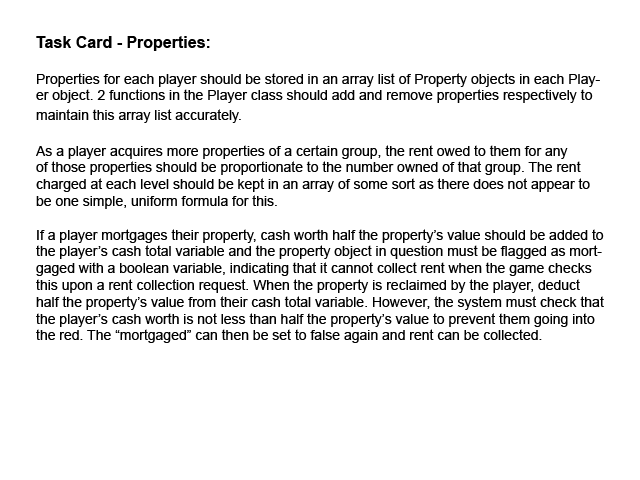 Task Card - Properties:
Properties for each player should be stored in an array list of Property objects in each Play-
er object. 2 functions in the Player class should add and remove properties respectively to
maintain this array list accurately.
As a player acquires more properties of a certain group, the rent owed to them for any
of those properties should be proportionate to the number owned of that group. The rent
charged at each level should be kept in an array of some sort as there does not appear to
be one simple, uniform formula for this.
If a player mortgages their property, cash worth half the property’s value should be added to
the player’s cash total variable and the property object in question must be flagged as mort-
gaged with a boolean variable, indicating that it cannot collect rent when the game checks
this upon a rent collection request. When the property is reclaimed by the player, deduct
half the property’s value from their cash total variable. However, the system must check that
the player’s cash worth is not less than half the property’s value to prevent them going into
the red. The “mortgaged” can then be set to false again and rent can be collected.